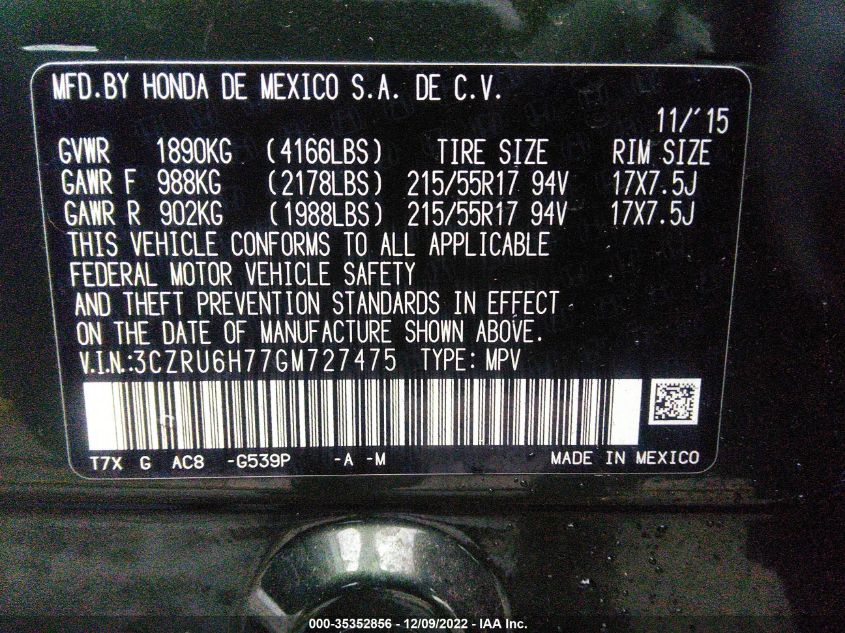 MFD.BY HONDA DE MEXICO S.A. DE C.V.
11/'15
GVWR 1890KG (4166LBS) TIRE SIZE RIM SIZE
GAWR F 988KG (2178LBS) 215/55R17 94V 17X7.5J
GAWR R 902KG (1988LBS) 215/55R17 94V 17X7.5J
THIS VEHICLE CONFORMS TO ALL APPLICABLE
FEDERAL MOTOR VEHICLE SAFETY
AND THEFT PREVENTION STANDARDS IN EFFECT
ON THE DATE OF MANUFACTURE SHOWN ABOVE.
V.I.N.:3CZRU6H77GM727475 TYPE: MPV
T7X G AC8 -G539P -A -M MADE IN MEXICO
000-35352856 - 12/09/2022 - IAA Inc.